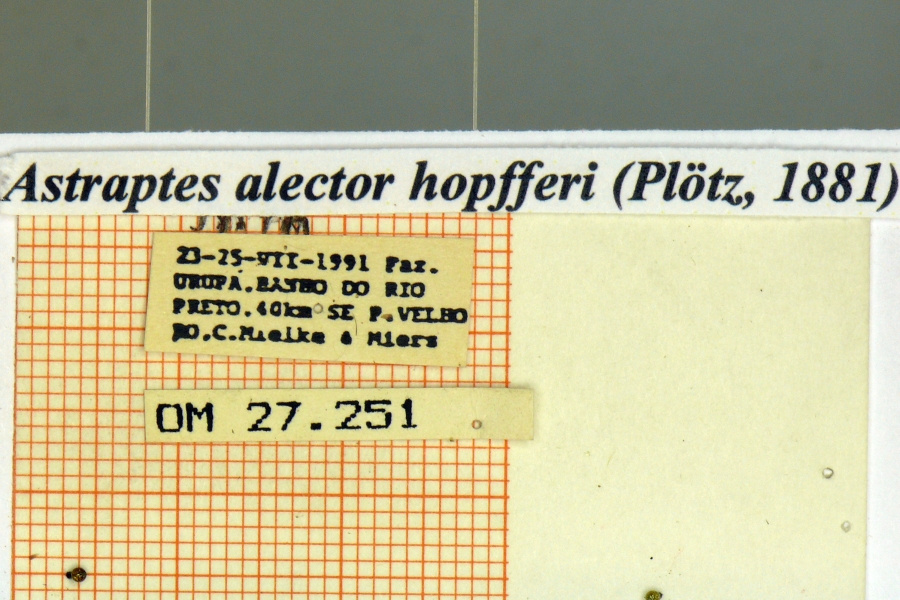 Astraptes alector hopfferi (Plötz, 1881)
23-25-VII-1991 Faz.
URUPÁ, BANHO DO RIO
PRETO, 40km SE P.VELHO
RO, C.Mielke & Miers
OM 27.251